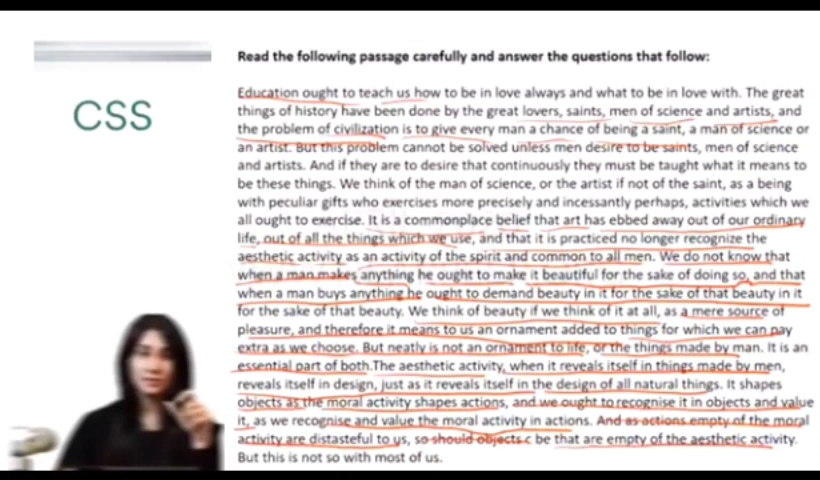 CSS
Read the following passage carefully and answer the questions that follow:
Education ought to teach us how to be in love always and what to be in love with. The great
things of history have been done by the great lovers, saints, men of science and artists, and
the problem of civilization is to give every man a chance of being a saint, a man of science or
an artist. But this problem cannot be solved unless men desire to be saints, men of science
and artists. And if they are to desire that continuously they must be taught what it means to
be these things. We think of the man of science, or the artist if not of the saint, as a being
with peculiar gifts who exercises more precisely and incessantly perhaps, activities which we
all ought to exercise. It is a commonplace belief that art has ebbed away out of our ordinary
life, out of all the things which we use, and that it is practiced no longer recognize the
aesthetic activity as an activity of the spirit and common to all men. We do not know that
when a man makes anything he ought to make it beautiful for the sake of doing so, and that
when a man buys anything he ought to demand beauty in it for the sake of that beauty in it
for the sake of that beauty. We think of beauty if we think of it at all, as a mere source of
pleasure, and therefore it means to us an ornament added to things for which we can pay
extra as we choose. But neatly is not an ornament to life, or the things made by man. It is an
essential part of both.The aesthetic activity, when it reveals itself in things made by men,
reveals itself in design, just as it reveals itself in the design of all natural things. It shapes
objects as the moral activity shapes actions, and we ought to recognise it in objects and value
it, as we recognise and value the moral activity in actions. And as actions empty of the moral
activity are distasteful to us, so should objects c be that are empty of the aesthetic activity.
But this is not so with most of us.